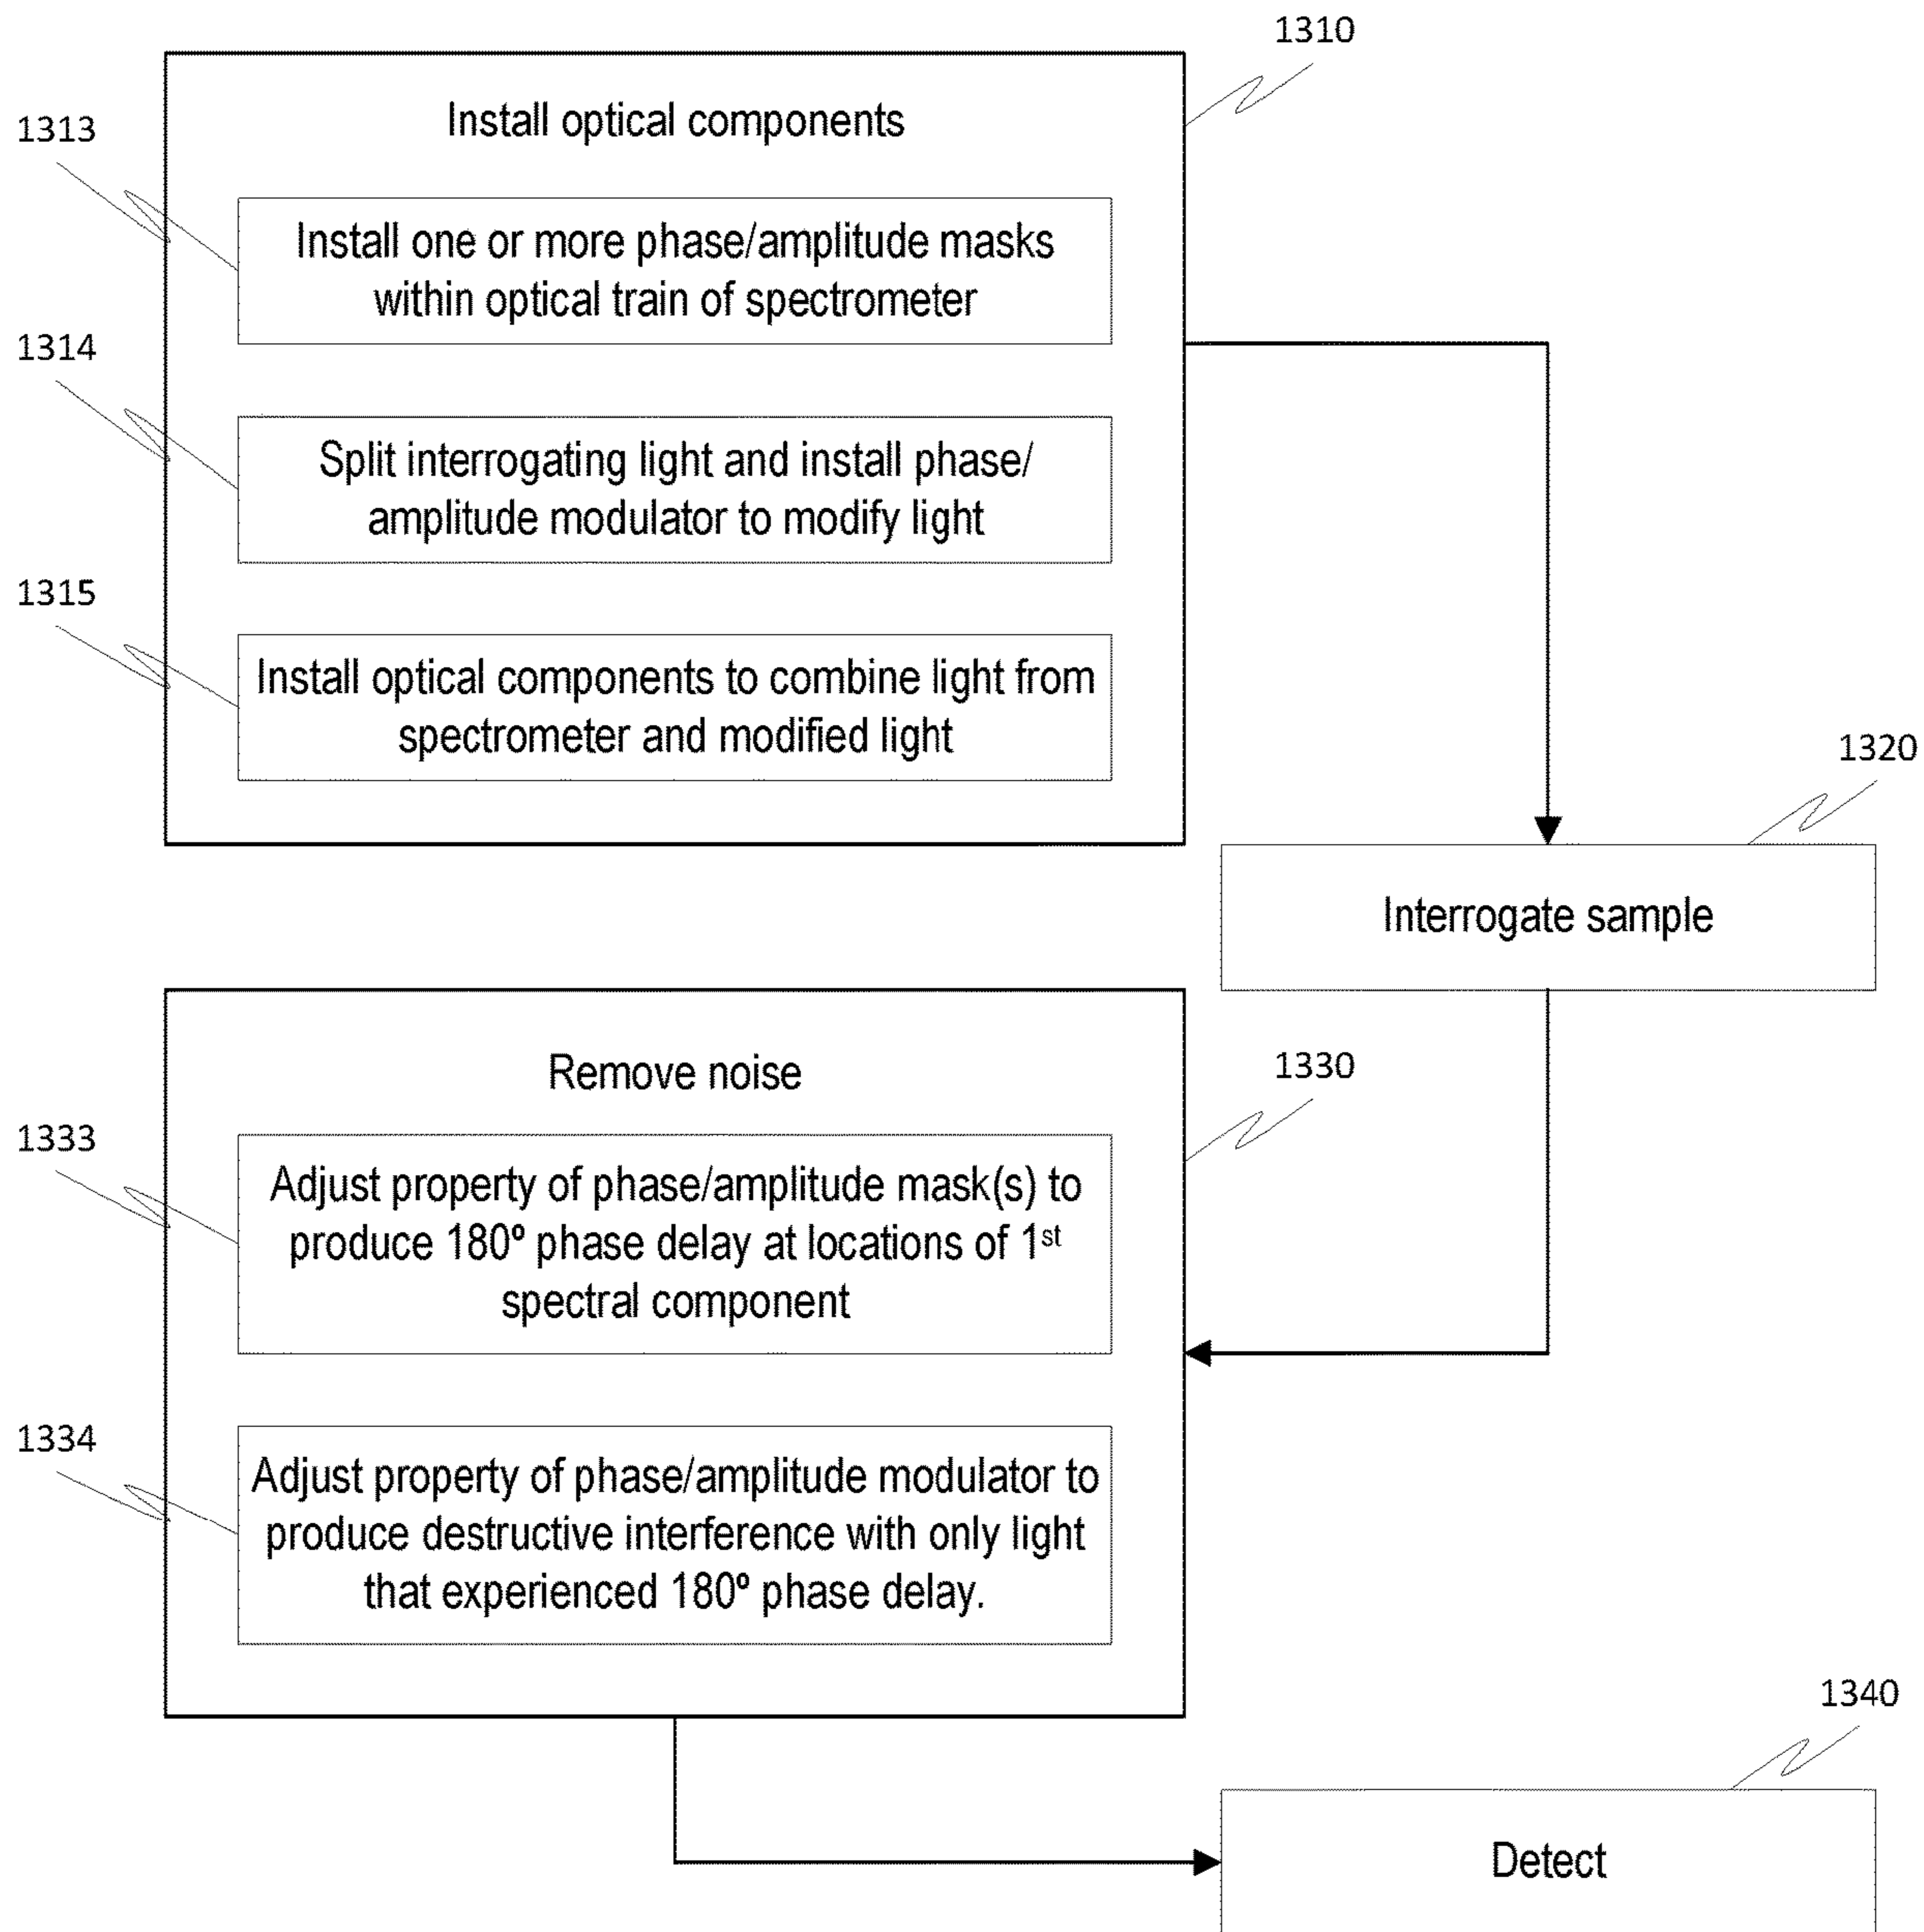 1310
Install optical components
1313
Install one or more phase/amplitude masks
within optical train of spectrometer
1314
Split interrogating light and install phase/
amplitude modulator to modify light
1315
Install optical components to combine light from
spectrometer and modified light
1320
Interrogate sample
1330
Remove noise
1333
Adjust property of phase/amplitude mask(s) to
produce 180º phase delay at locations of 1st
spectral component
1334
Adjust property of phase/amplitude modulator to
produce destructive interference with only light
that experienced 180º phase delay.
1340
Detect